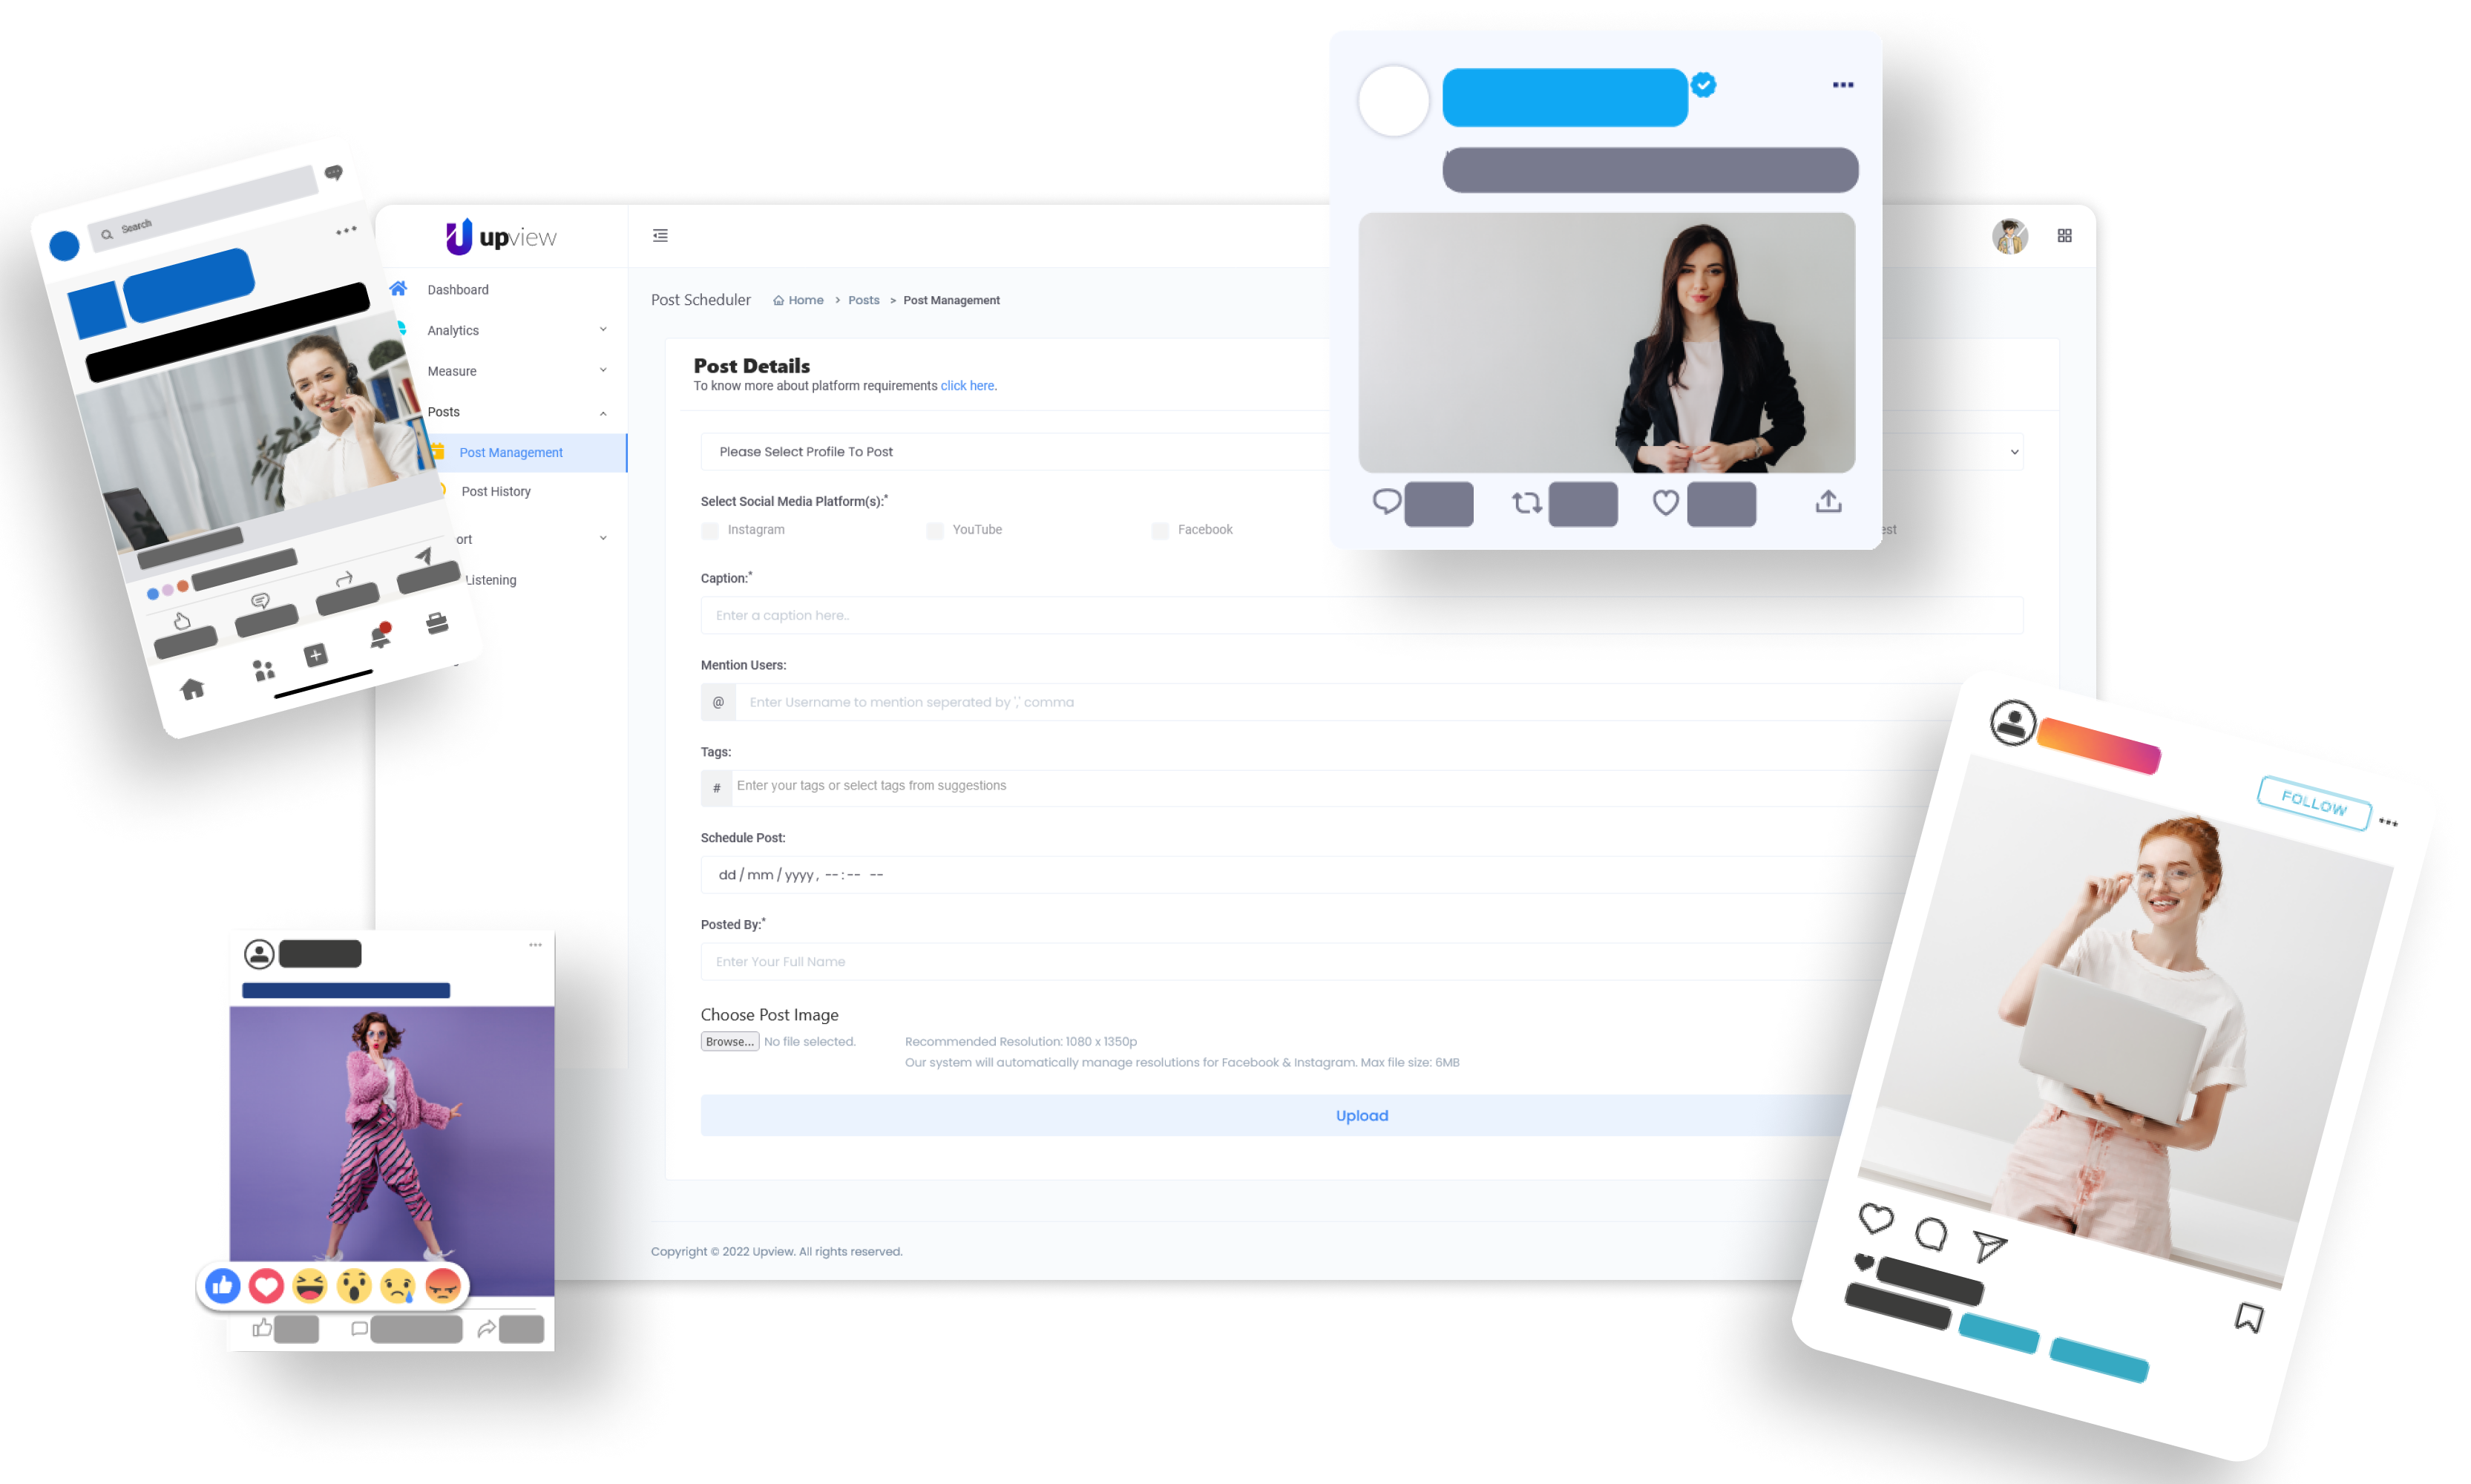 Search
upview
Dashboard
Analytics
Measure
Posts
Post Management
Post History
ort
Listening
Post Scheduler
Home > Posts > Post Management
Post Details
To know more about platform requirements click here.
Please Select Profile To Post
Select Social Media Platform(s):*
Instagram
YouTube
Facebook
est
Caption:*
Enter a caption here..
Mention Users:
@ Enter Username to mention seperated by ',' comma
Tags:
# Enter your tags or select tags from suggestions
Schedule Post:
dd / mm / yyyy , -- : -- --
Posted By:*
Enter Your Full Name
Choose Post Image
Browse... No file selected.
Recommended Resolution: 1080 x 1350p
Our system will automatically manage resolutions for Facebook & Instagram. Max file size: 6MB
Upload
Copyright © 2022 Upview. All rights reserved.
FOLLOW